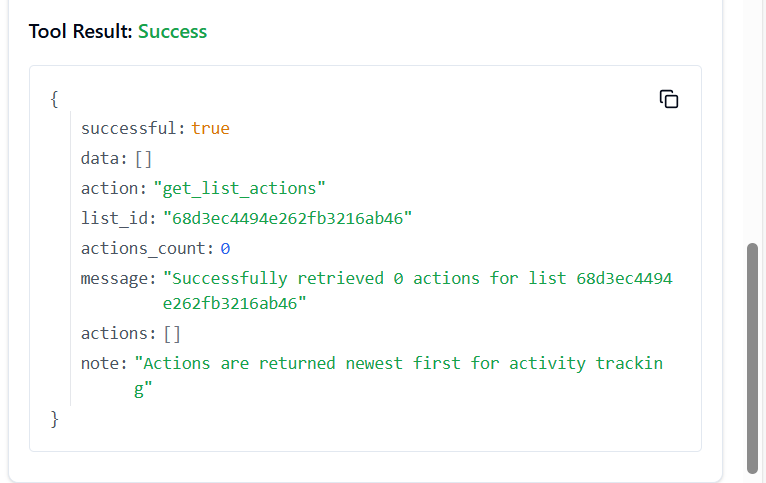 Tool Result: Success
{
successful: true
data: []
action: "get_list_actions"
list_id: "68d3ec4494e262fb3216ab46"
actions_count: 0
message: "Successfully retrieved 0 actions for list 68d3ec4494
e262fb3216ab46"
actions: []
note: "Actions are returned newest first for activity trackin
g"
}